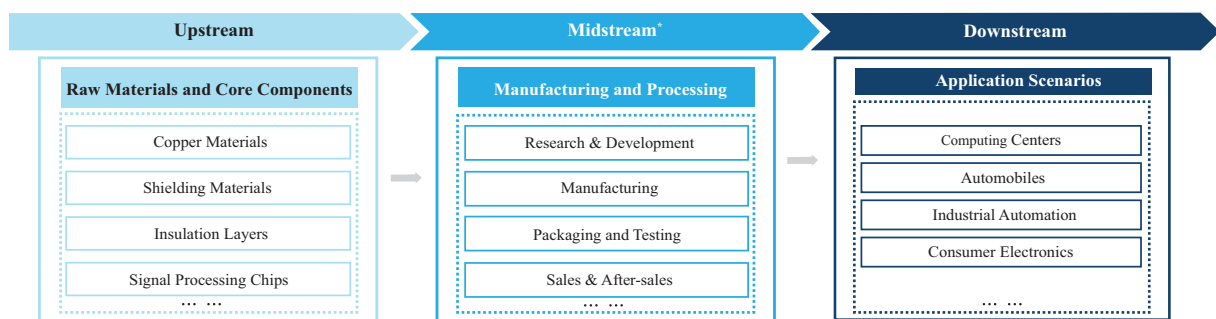 Upstream
Midstream*
Downstream
Raw Materials and Core Components
Copper Materials
Shielding Materials
Insulation Layers
Signal Processing Chips
... ...
Manufacturing and Processing
Research & Development
Manufacturing
Packaging and Testing
Sales & After-sales
... ...
Application Scenarios
Computing Centers
Automobiles
Industrial Automation
Consumer Electronics
... ...